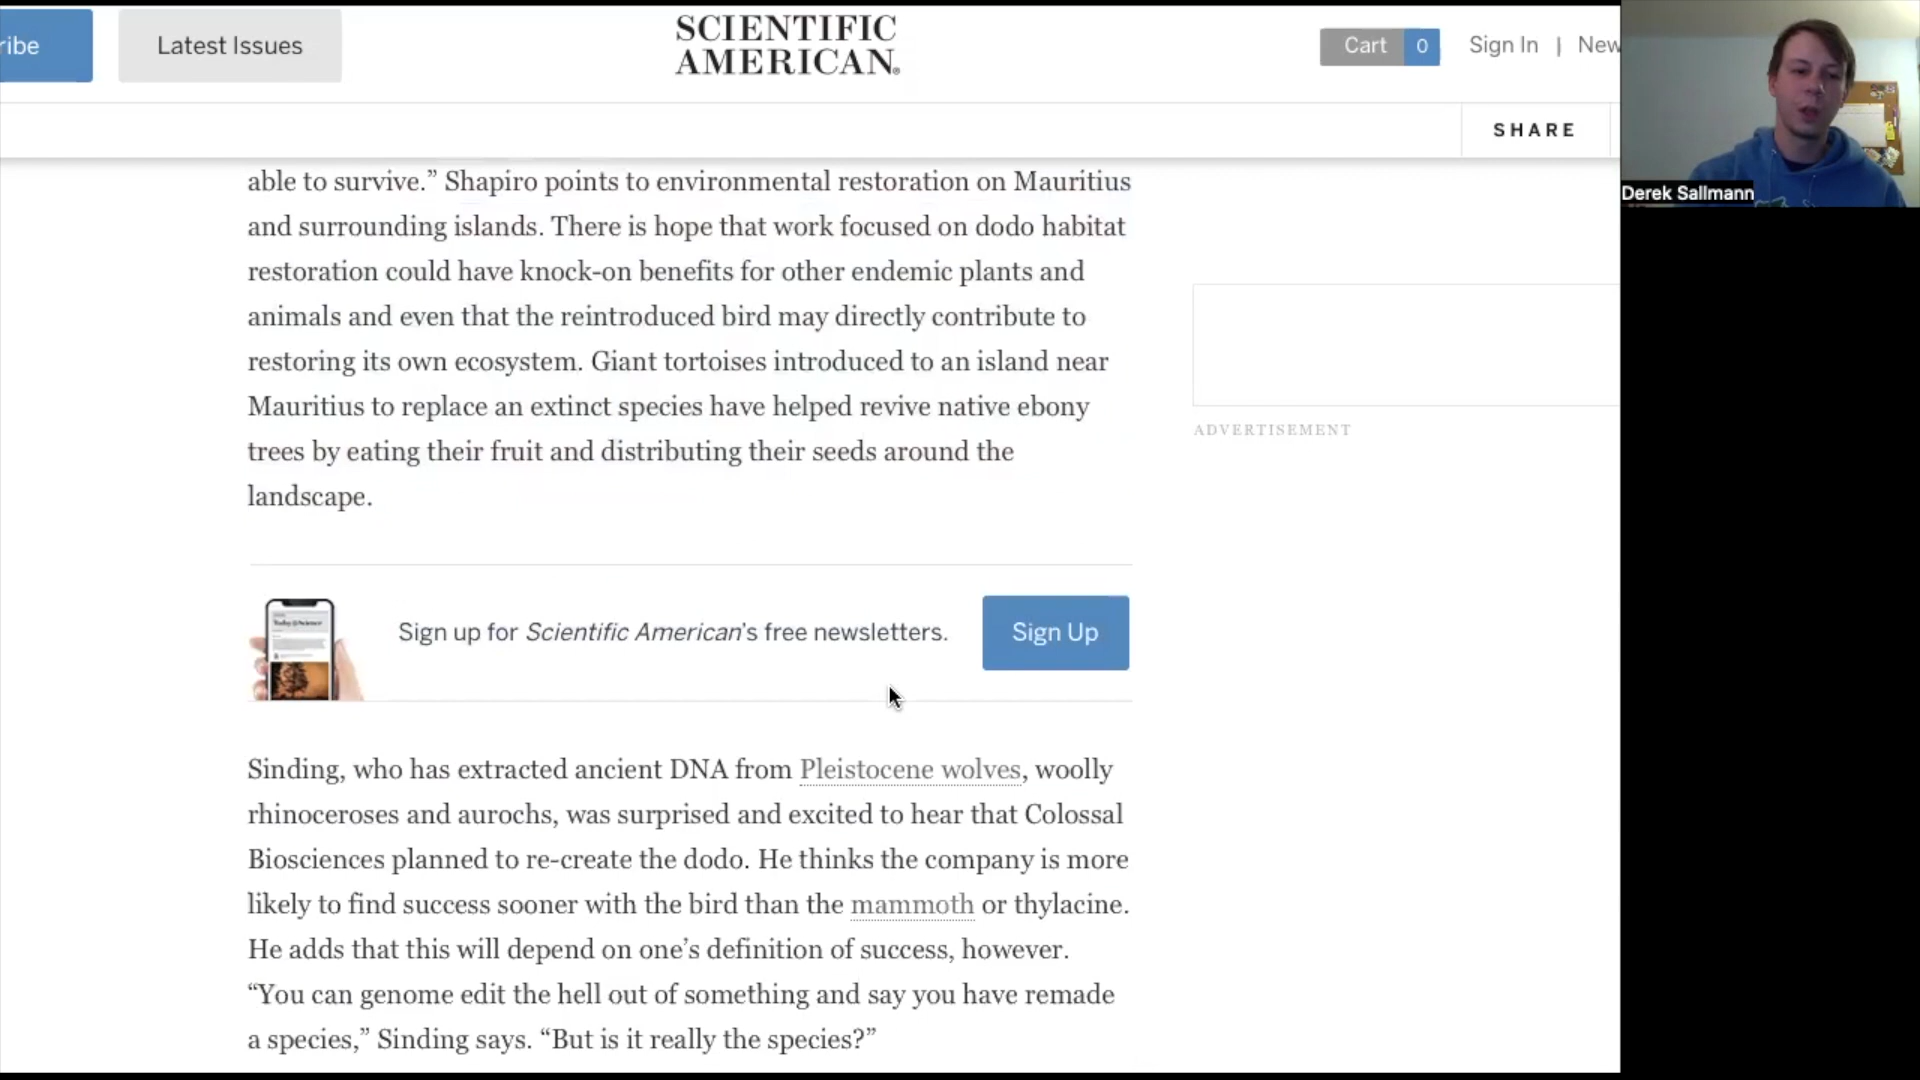 ribe
Latest Issues
SCIENTIFIC
AMERICAN®
Cart 0 Sign In | New
SHARE
Derek Sallmann
able to survive.” Shapiro points to environmental restoration on Mauritius
and surrounding islands. There is hope that work focused on dodo habitat
restoration could have knock-on benefits for other endemic plants and
animals and even that the reintroduced bird may directly contribute to
restoring its own ecosystem. Giant tortoises introduced to an island near
Mauritius to replace an extinct species have helped revive native ebony
trees by eating their fruit and distributing their seeds around the
landscape.
ADVERTISEMENT
Sign up for Scientific American’s free newsletters.
Sign Up
Sinding, who has extracted ancient DNA from Pleistocene wolves, woolly
rhinoceroses and aurochs, was surprised and excited to hear that Colossal
Biosciences planned to re-create the dodo. He thinks the company is more
likely to find success sooner with the bird than the mammoth or thylacine.
He adds that this will depend on one’s definition of success, however.
“You can genome edit the hell out of something and say you have remade
a species,” Sinding says. “But is it really the species?”